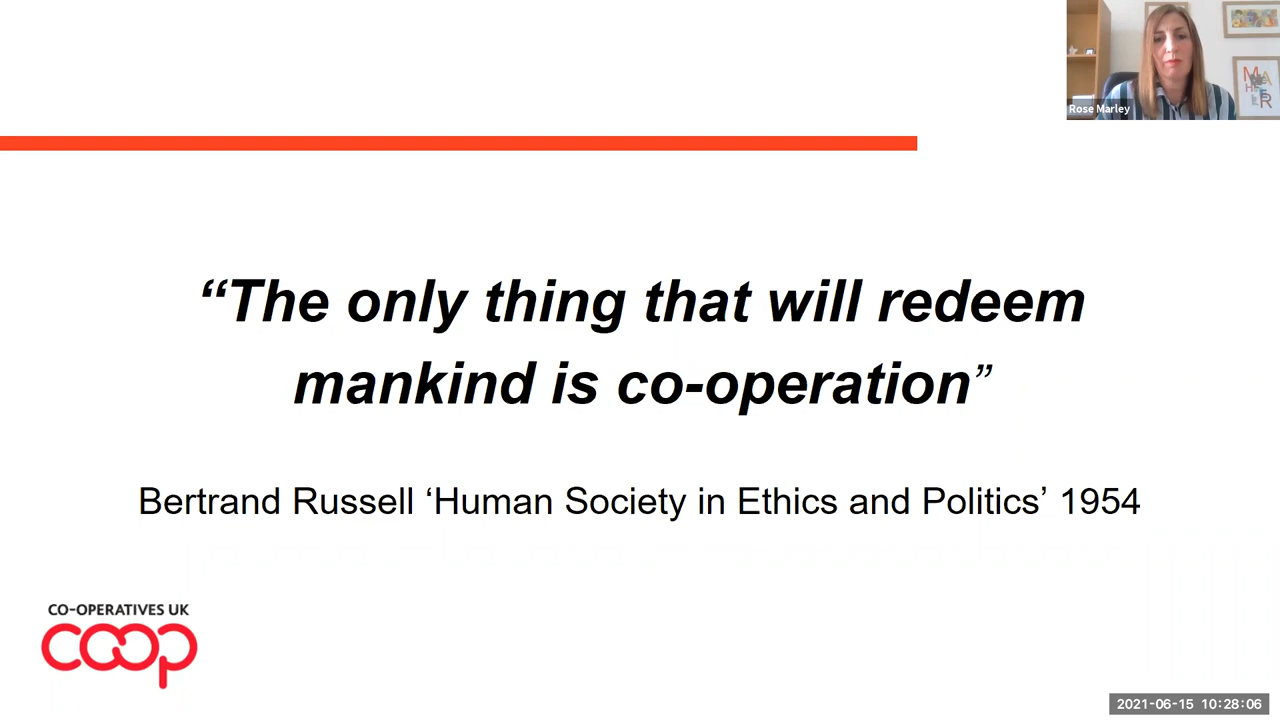 Rose Marley
“The only thing that will redeem
mankind is co-operation”
Bertrand Russell ‘Human Society in Ethics and Politics’ 1954
CO-OPERATIVES UK
coop
2021-06-15 10:28:06